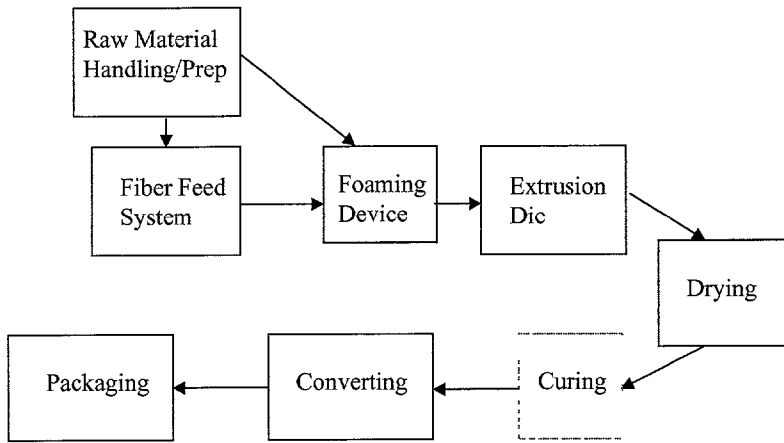 Raw Material
Handling/Prep
Fiber Feed
System
Foaming
Device
Extrusion
Dic
Drying
Curing
Converting
Packaging